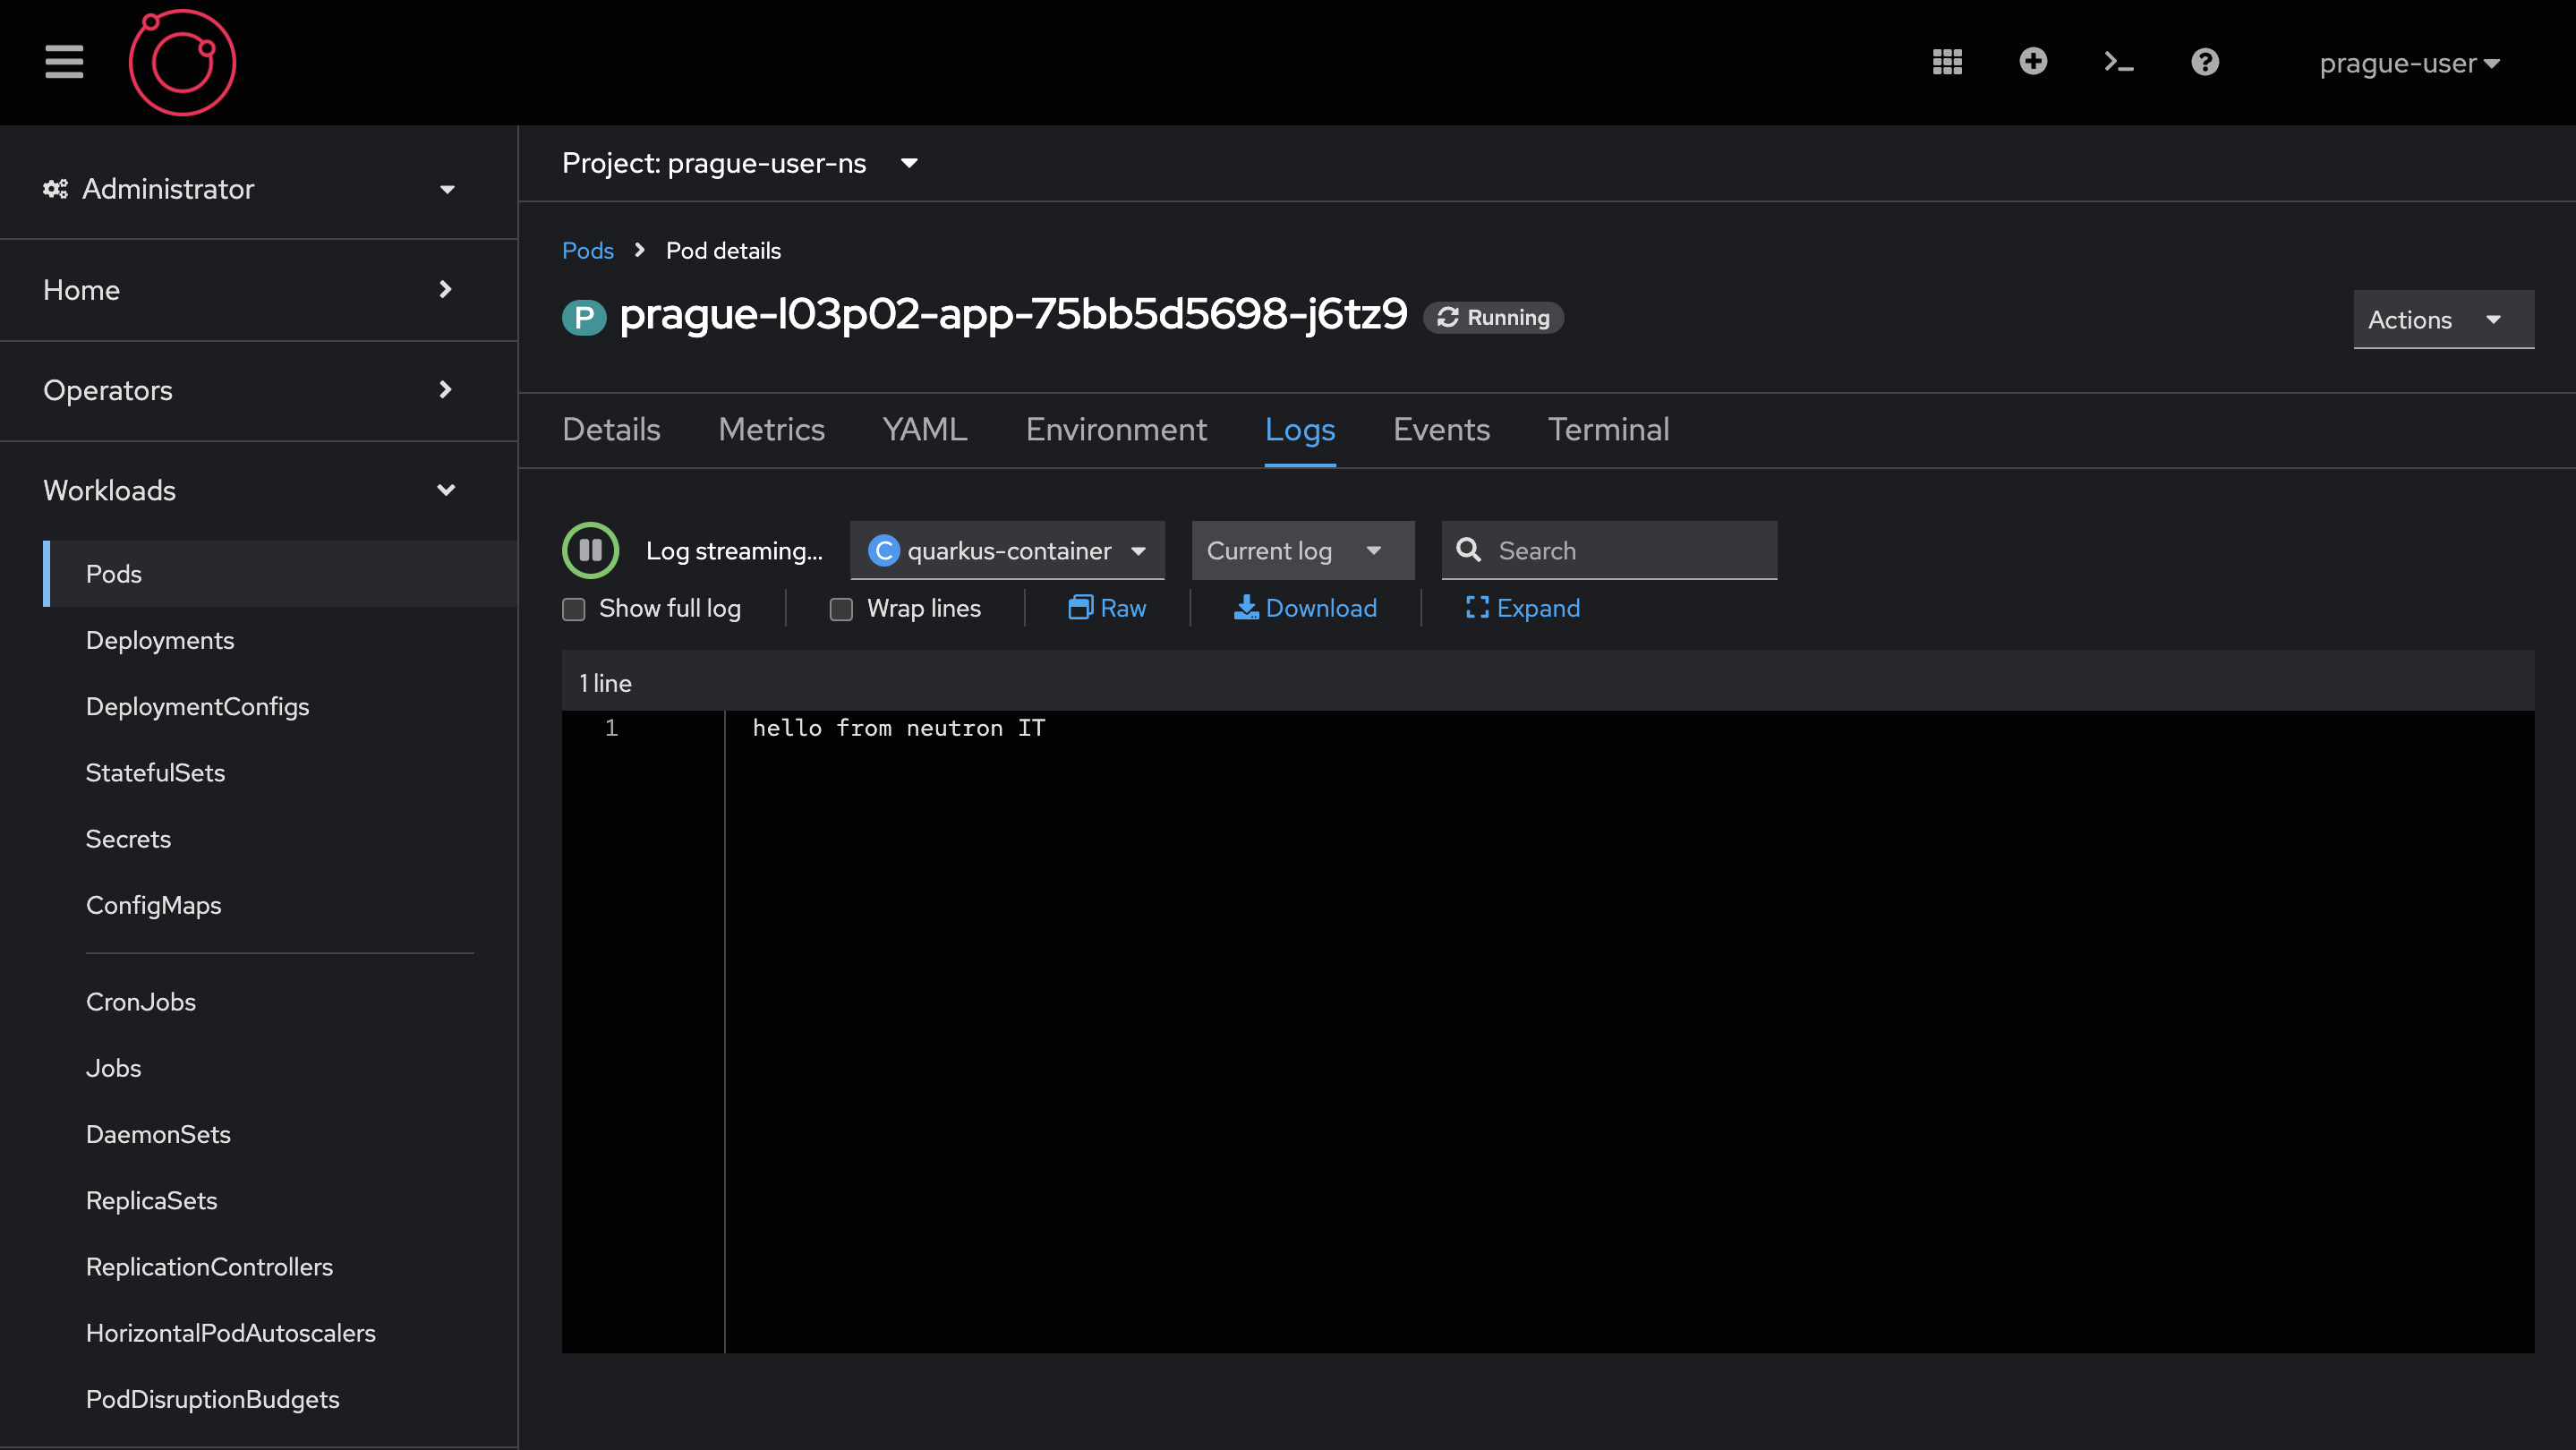 prague-user
Administrator
Home
Operators
Workloads
Pods
Deployments
DeploymentConfigs
StatefulSets
Secrets
ConfigMaps
CronJobs
Jobs
DaemonSets
ReplicaSets
ReplicationControllers
HorizontalPodAutoscalers
PodDisruptionBudgets
Project: prague-user-ns
Pods > Pod details
P prague-l03p02-app-75bb5d5698-j6tz9 Running
Actions
Details Metrics YAML Environment Logs Events Terminal
Log streaming... C quarkus-container Current log Search
Show full log Wrap lines Raw Download Expand
1 line
1 hello from neutron IT